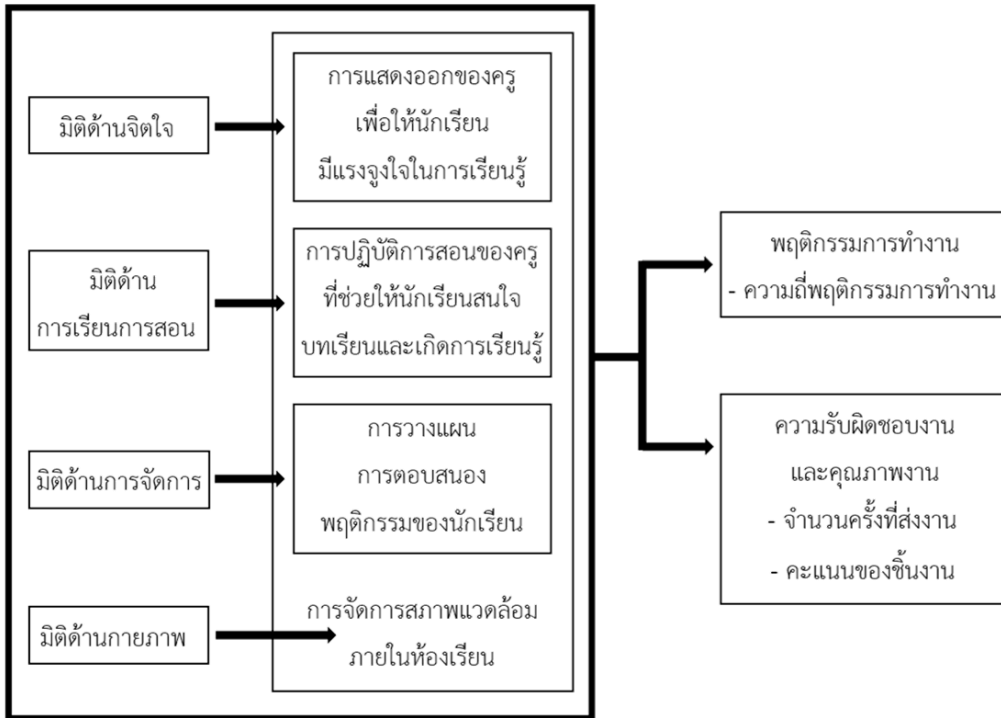 มิติด้านจิตใจ
การแสดงออกของครู
เพื่อให้นักเรียน
มีแรงจูงใจในการเรียนรู้
มิติด้าน
การเรียนการสอน
การปฏิบัติการสอนของครู
ที่ช่วยให้นักเรียนสนใจ
บทเรียนและเกิดการเรียนรู้
มิติด้านการจัดการ
การวางแผน
การตอบสนอง
พฤติกรรมของนักเรียน
มิติด้านกายภาพ
การจัดการสภาพแวดล้อม
ภายในห้องเรียน
พฤติกรรมการทำงาน
- ความถี่พฤติกรรมการทำงาน
ความรับผิดชอบงาน
และคุณภาพงาน
- จำนวนครั้งที่ส่งงาน
- คะแนนของชิ้นงาน